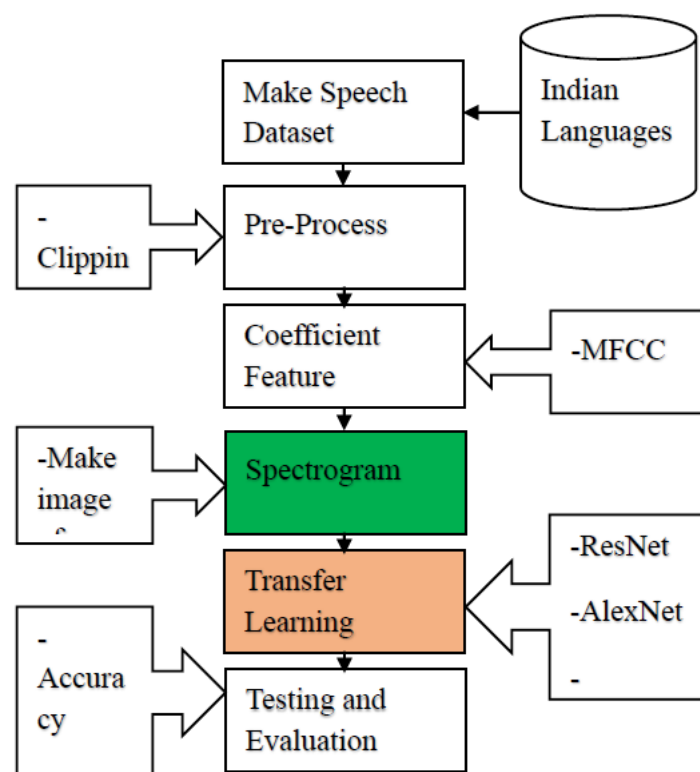 Make Speech
Dataset
Indian
Languages
-
Clippin
Pre-Process
Coefficient
Feature
-MFCC
-Make
image
Spectrogram
Transfer
Learning
-ResNet
-AlexNet
-
-
Accura
cy
Testing and
Evaluation